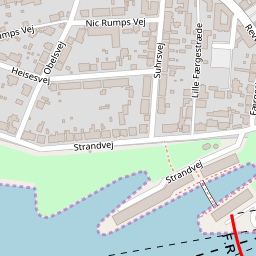 Nic Rumps Vej
Rumps Vej
Obelsvej
Heisesvej
Suhrsvej
Lille Færgestræde
Strandvej
Strandvej